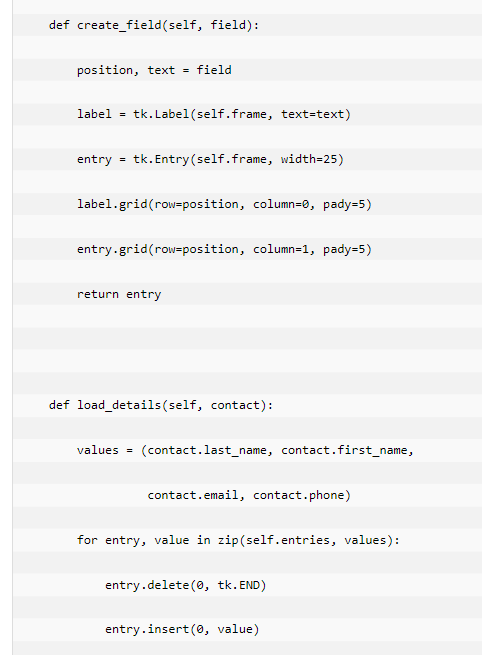 def create_field(self, field):
position, text = field
label = tk.Label(self.frame, text=text)
entry = tk.Entry(self.frame, width=25)
label.grid(row=position, column=0, pady=5)
entry.grid(row=position, column=1, pady=5)
return entry
def load_details(self, contact):
values = (contact.last_name, contact.first_name,
contact.email, contact.phone)
for entry, value in zip(self.entries, values):
entry.delete(0, tk.END)
entry.insert(0, value)